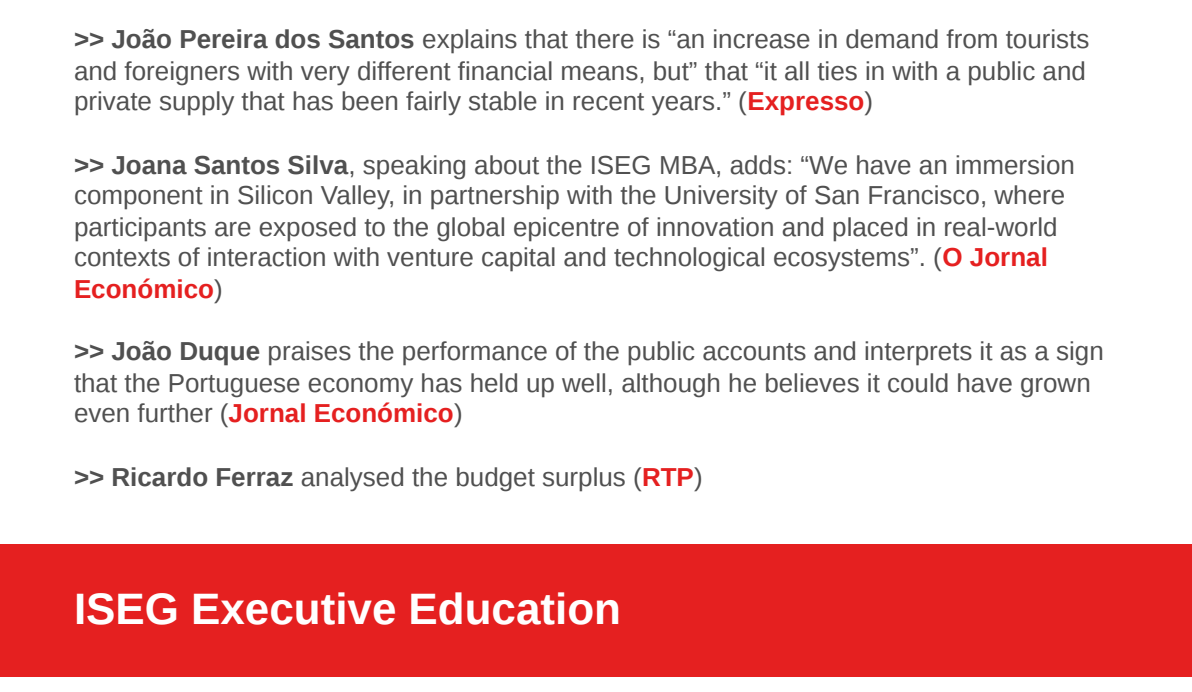 >> João Pereira dos Santos explains that there is “an increase in demand from tourists
and foreigners with very different financial means, but” that “it all ties in with a public and
private supply that has been fairly stable in recent years.” (Expresso)
>> Joana Santos Silva, speaking about the ISEG MBA, adds: “We have an immersion
component in Silicon Valley, in partnership with the University of San Francisco, where
participants are exposed to the global epicentre of innovation and placed in real-world
contexts of interaction with venture capital and technological ecosystems”. (O Jornal
Económico)
>> João Duque praises the performance of the public accounts and interprets it as a sign
that the Portuguese economy has held up well, although he believes it could have grown
even further (Jornal Económico)
>> Ricardo Ferraz analysed the budget surplus (RTP)
ISEG Executive Education